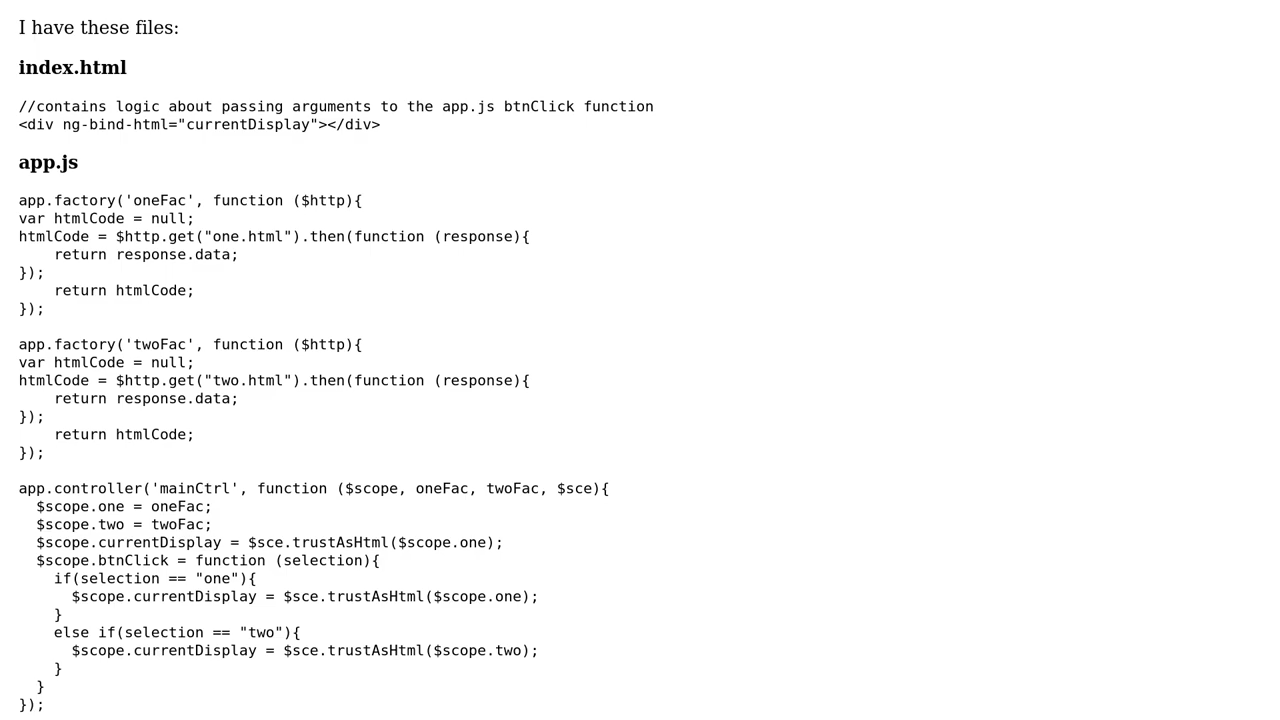 I have these files:
index.html
//contains logic about passing arguments to the app.js btnClick function
<div ng-bind-html="currentDisplay"></div>
app.js
app.factory('oneFac', function ($http){
var htmlCode = null;
htmlCode = $http.get("one.html").then(function (response){
    return response.data;
});
    return htmlCode;
});

app.factory('twoFac', function ($http){
var htmlCode = null;
htmlCode = $http.get("two.html").then(function (response){
    return response.data;
});
    return htmlCode;
});

app.controller('mainCtrl', function ($scope, oneFac, twoFac, $sce){
  $scope.one = oneFac;
  $scope.two = twoFac;
  $scope.currentDisplay = $sce.trustAsHtml($scope.one);
  $scope.btnClick = function (selection){
    if(selection == "one"){
      $scope.currentDisplay = $sce.trustAsHtml($scope.one);
    }
    else if(selection == "two"){
      $scope.currentDisplay = $sce.trustAsHtml($scope.two);
    }
  }
});